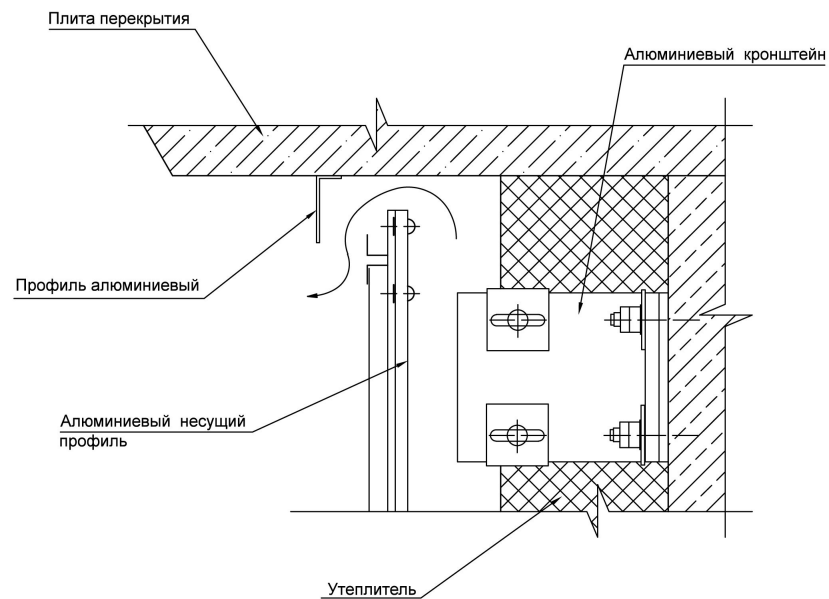 Плита перекрытия
Алюминиевый кронштейн
Профиль алюминиевый
Алюминиевый несущий
профиль
Утеплитель